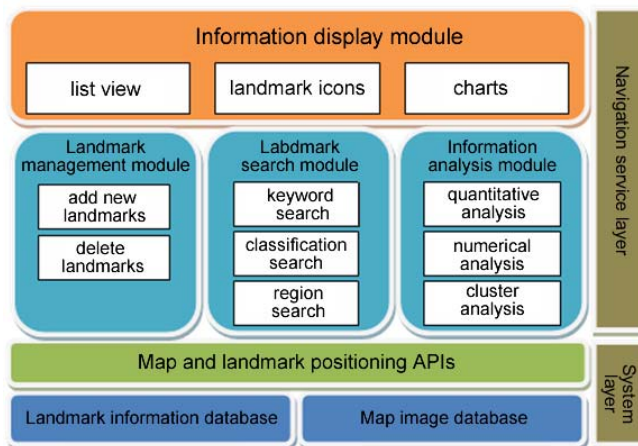 Information display module
list view
landmark icons
charts
Landmark
management module
add new
landmarks
delete
landmarks
Labdmark
search module
keyword
search
classification
search
region
search
Information
analysis module
quantitative
analysis
numerical
analysis
cluster
analysis
Navigation service layer
Map and landmark positioning APIs
Landmark information database
Map image database
System
layer